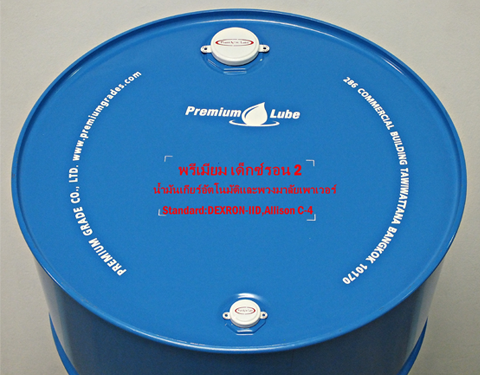 Premium Lube
พรีเมียม เด็กซ์รอน 2
น้ำมันเกียร์อัตโนมัติและพวงมาลัยเพาเวอร์
Standard:DEXRON-IID,Allison C-4
PREMIUM GRADE CO., LTD. www.premiumgrades.com
286 COMMERCIAL BUILDING TAWIWATTANA BANGKOK 10170